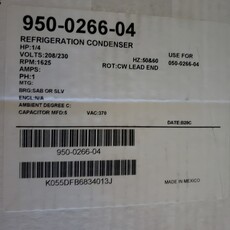 950-0266-04
REFRIGERATION CONDENSER
HP:1/4
VOLTS:208/230 HZ:50&60 USE FOR
RPM:1625 ROT:CW LEAD END 050-0266-04
AMPS:
PH:1
MTG:
BRG:SAB OR SLV
ENCL:N/A
AMBIENT DEGREE C:
CAPACITOR MFD:5 VAC:370
DATE:
950-0266-04
K055DFB6834013J
MADE IN MEXICO